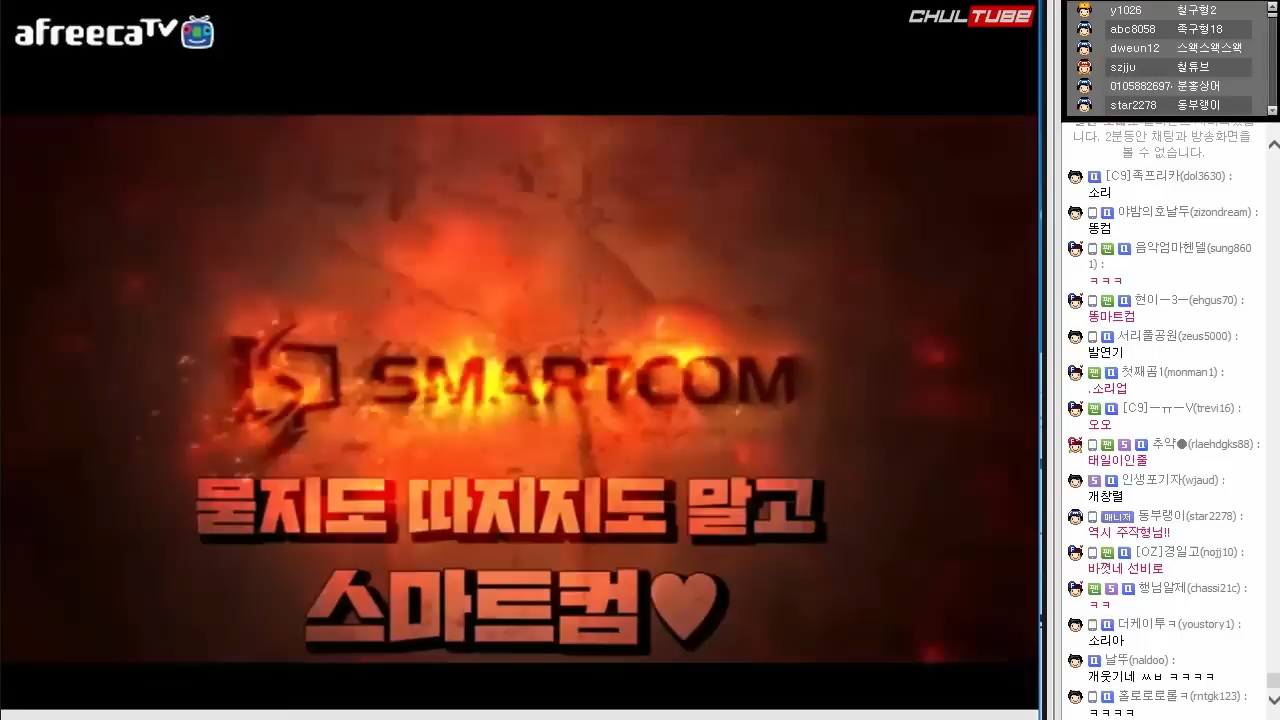 afreecaTV
CHULTUBE
SMARTCOM
묻지도 따지지도 말고
스마트컴♥
y1026 철구형2
abc8058 족구형18
dweun12 스왝스왝스왝
szjju 철튜브
0105882697 분홍상어
star2278 동부랭이
니다. 2분동안 채팅과 방송화면을
볼 수 없습니다.
[C9]족프리카(dol3630) :
소리
야밤의호날두(zizondream) :
똥컴
음악엄마헨델(sung860
1) :
ㅋㅋㅋ
현이ㅡ3ㅡ(ehgus70) :
똥마트컴
서리풀공원(zeus5000) :
발연기
첫째곰!(monman1) :
.소리업
[C9]ㅡㅠㅡV(trevi16) :
오오
추약●(rlaehdgks88) :
태일이인줄
인생포기자(wjaud) :
개창렬
매니저 동부랭이(star2278) :
역시 주작형님!!
[OZ]경일고(nojj10) :
바꼇네 선비로
행님알제(chassi21c) :
ㅋㅋ
더케이투ㅋ(youstory1) :
소리아
날뚜(naldoo) :
개웃기네 ㅆㅂ ㅋㅋㅋㅋ
홀로로로롤ㅋ(rntgk123) :
ㅋㅋㅋㅋ